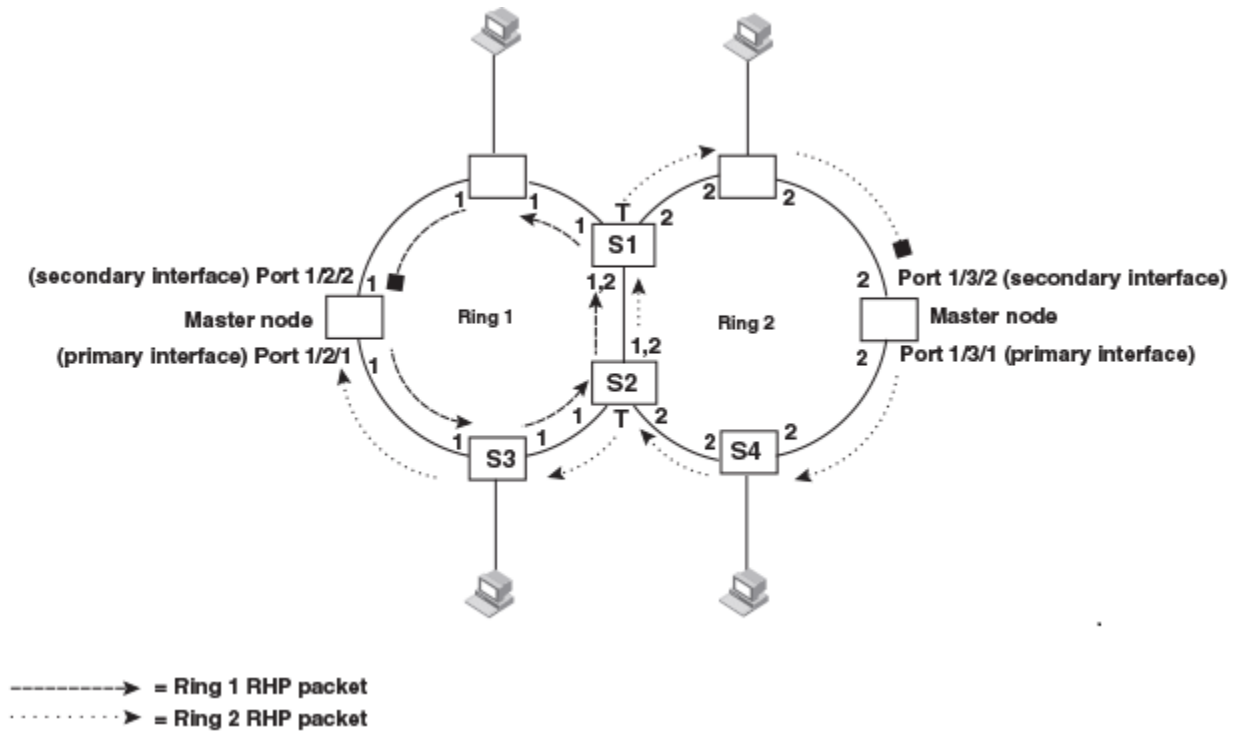 1
1
2
2
T
1
2
S1
(secondary interface) Port 1/2/2
1
1,2
2
Port 1/3/2 (secondary interface)
Master node
Ring 1
Ring 2
Master node
(primary interface) Port 1/2/1
1
1,2
2
Port 1/3/1 (primary interface)
S2
1
T
2
1
1
2
2
S3
S4
= Ring 1 RHP packet
= Ring 2 RHP packet